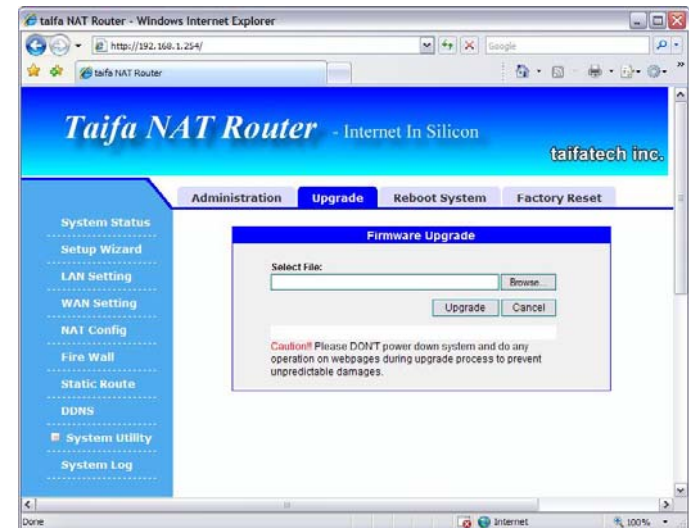 taifa NAT Router - Windows Internet Explorer
http://192.168.1.254/
Google
taifa NAT Router
Taifa NAT Router - Internet In Silicon
taifatech inc.
Administration Upgrade Reboot System Factory Reset
System Status
Setup Wizard
LAN Setting
WAN Setting
NAT Config
Fire Wall
Static Route
DDNS
System Utility
System Log
Firmware Upgrade
Select File:
Browse...
Upgrade Cancel
Caution!! Please DON'T power down system and do any
operation on webpages during upgrade process to prevent
unpredictable damages.
Done Internet 100%